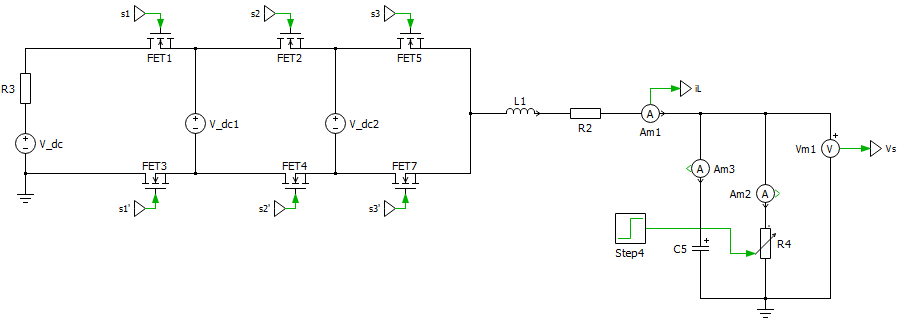 s1
s2
s3
FET1
FET2
FET5
R3
V_dc
V_dc1
V_dc2
L1
R2
A
Am1
iL
FET3
FET4
FET7
s1'
s2'
s3'
A
Am3
A
Am2
Vm1
V
Vs
Step4
C5
R4